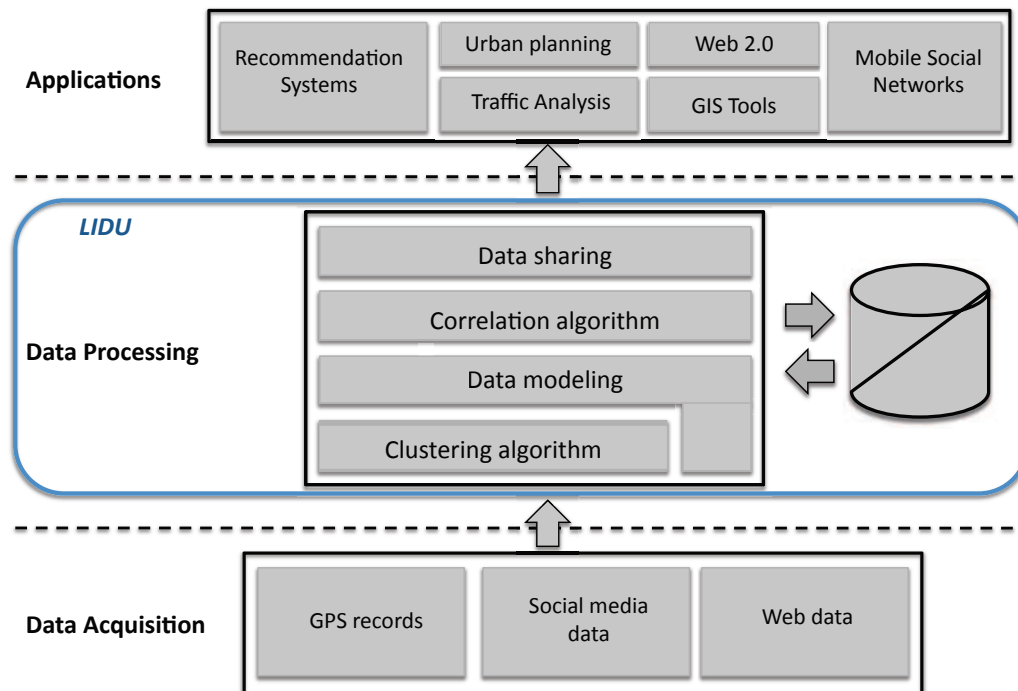 Applications
Recommendation
Systems
Urban planning
Traffic Analysis
Web 2.0
GIS Tools
Mobile Social
Networks
LIDU
Data Processing
Data sharing
Correlation algorithm
Data modeling
Clustering algorithm
Data Acquisition
GPS records
Social media
data
Web data